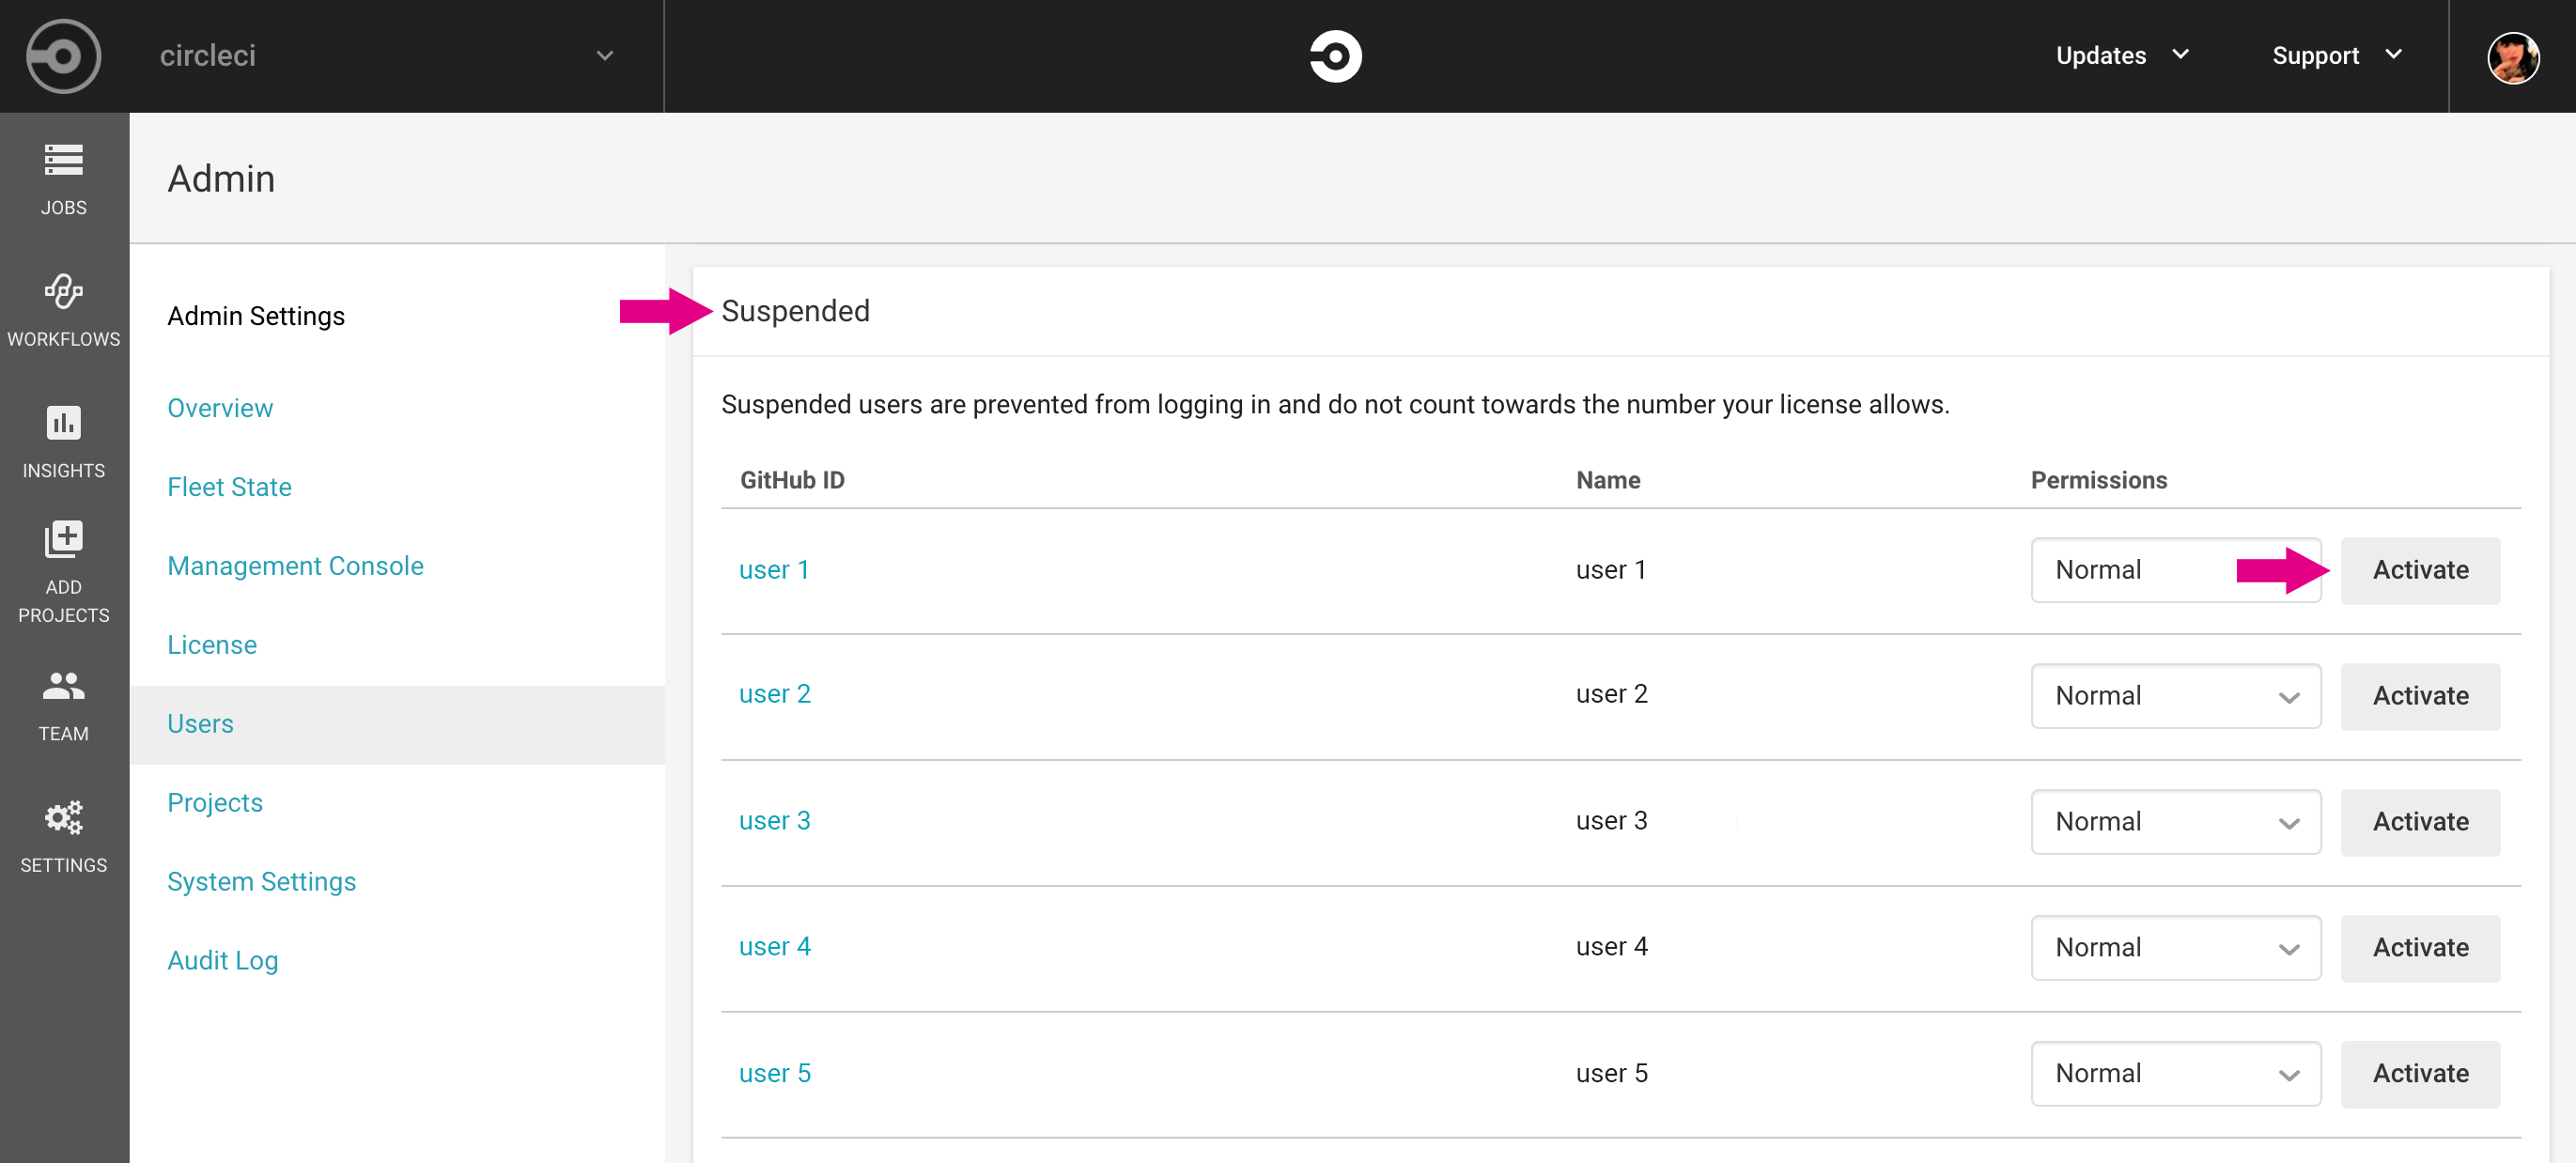 circleci
Updates
Support
JOBS
WORKFLOWS
INSIGHTS
ADD
PROJECTS
TEAM
SETTINGS
Admin
Admin Settings
Overview
Fleet State
Management Console
License
Users
Projects
System Settings
Audit Log
Suspended
Suspended users are prevented from logging in and do not count towards the number your license allows.
GitHub ID Name Permissions
user 1 user 1 Normal Activate
user 2 user 2 Normal Activate
user 3 user 3 Normal Activate
user 4 user 4 Normal Activate
user 5 user 5 Normal Activate